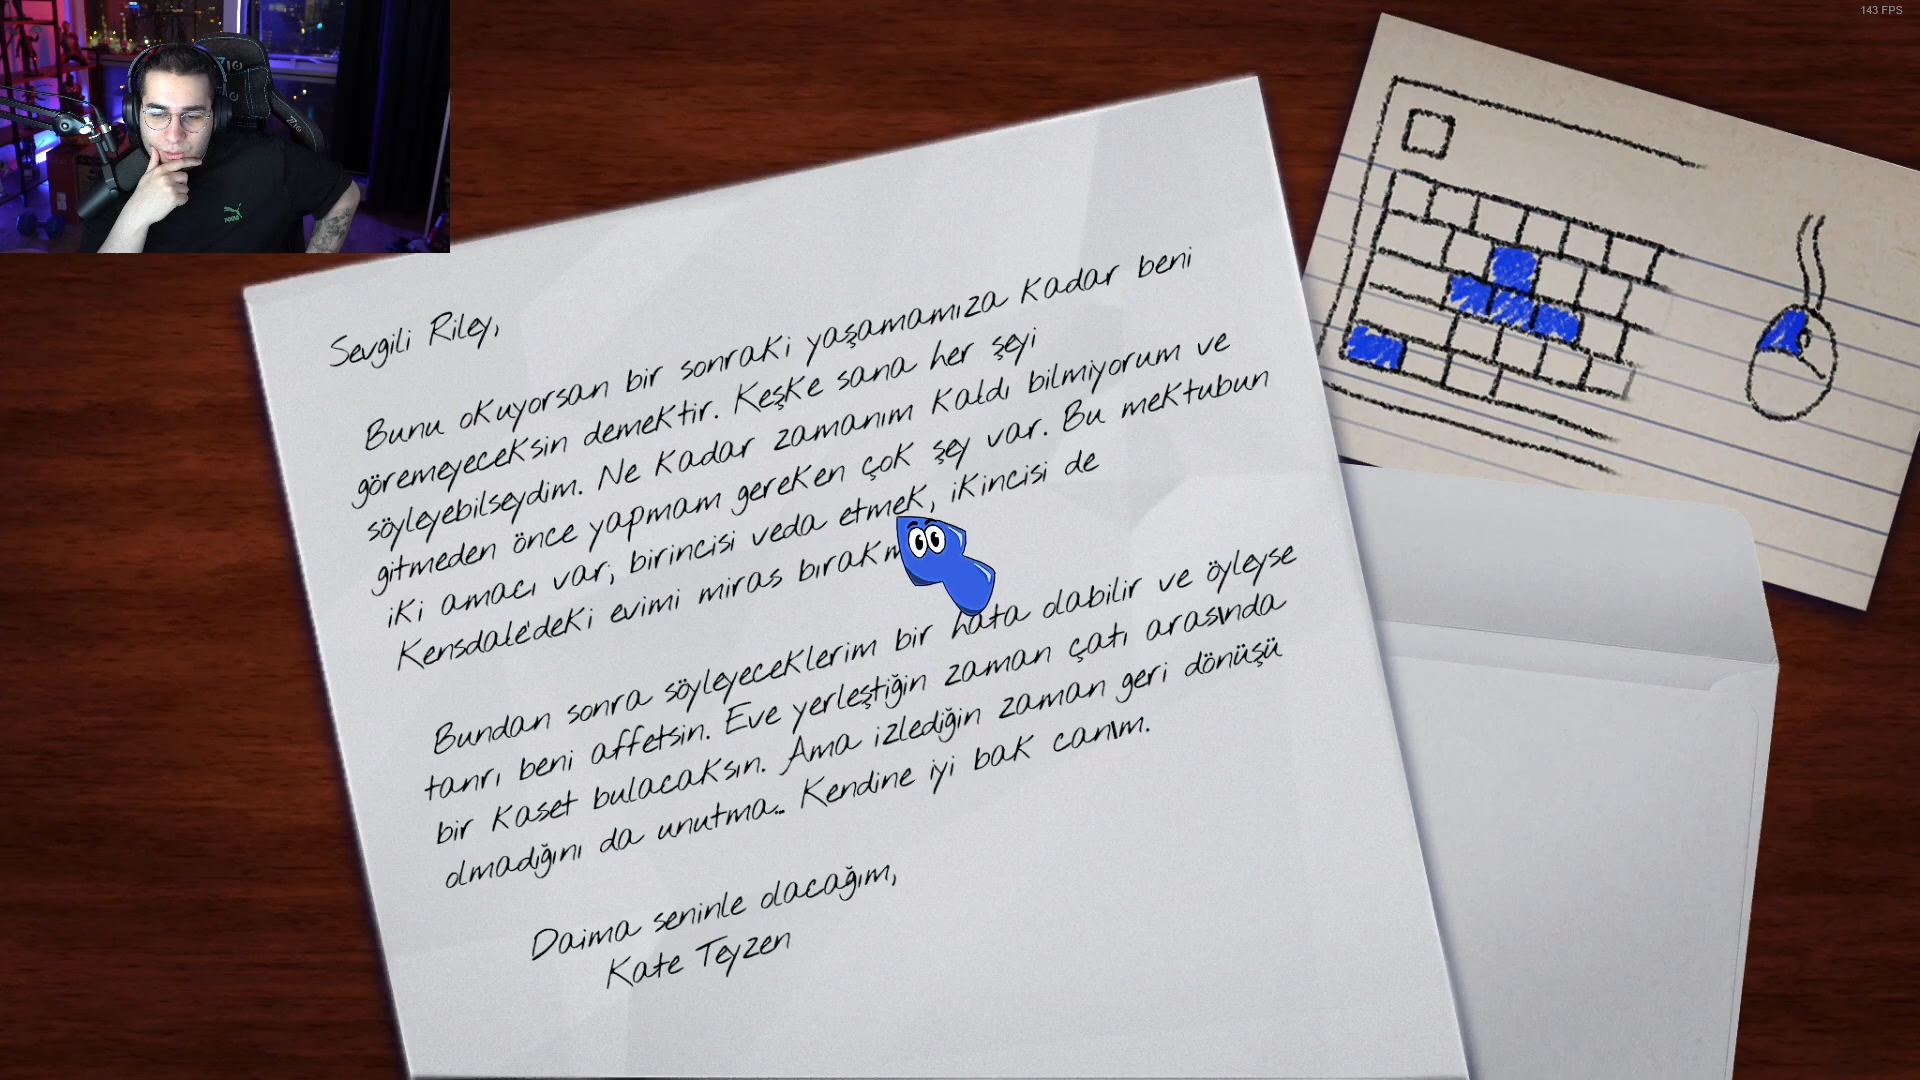 143 FPS
Sevgili Riley,
Bunu okuyorsan bir sonraki yaşamamıza kadar beni
göremeyeceksin demektir. Keşke sana her şeyi
söyleyebilseydim. Ne kadar zamanım kaldı bilmiyorum ve
gitmeden önce yapmam gereken çok şey var. Bu mektubun
iki amacı var; birincisi veda etmek, ikincisi de
Kensdale'deki evimi miras
Bundan sonra söyleyeceklerim bir hata olabilir ve öyleyse
tanrı beni affetsin. Eve yerleştiğin zaman çatı arasında
bir kaset bulacaksın. Ama izlediğin zaman geri dönüşü
olmadığını da unutma.. Kendine iyi bak canım.
Daima seninle olacağım,
Kate Teyzen